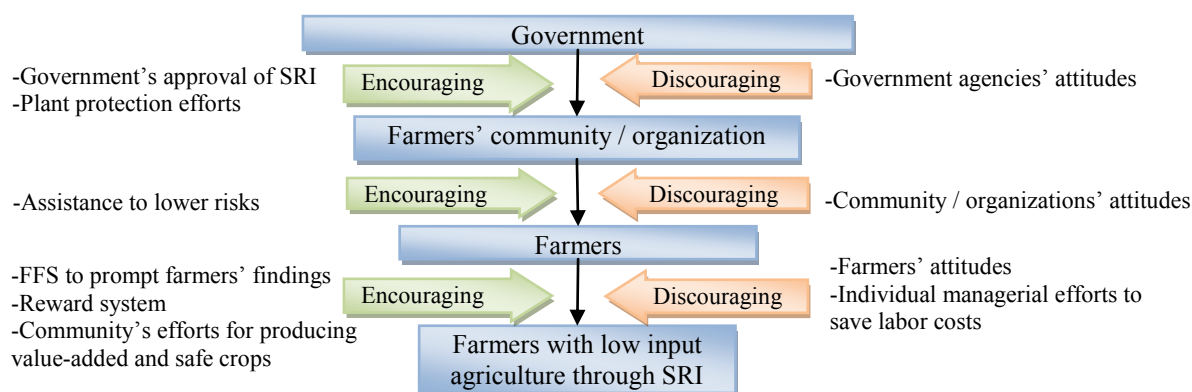 Government
-Government’s approval of SRI
-Plant protection efforts
Encouraging
Discouraging
-Government agencies’ attitudes
Farmers’ community / organization
-Assistance to lower risks
Encouraging
Discouraging
-Community / organizations’ attitudes
Farmers
-FFS to prompt farmers’ findings
-Reward system
-Community’s efforts for producing
value-added and safe crops
Encouraging
Discouraging
-Farmers’ attitudes
-Individual managerial efforts to
save labor costs
Farmers with low input
agriculture through SRI